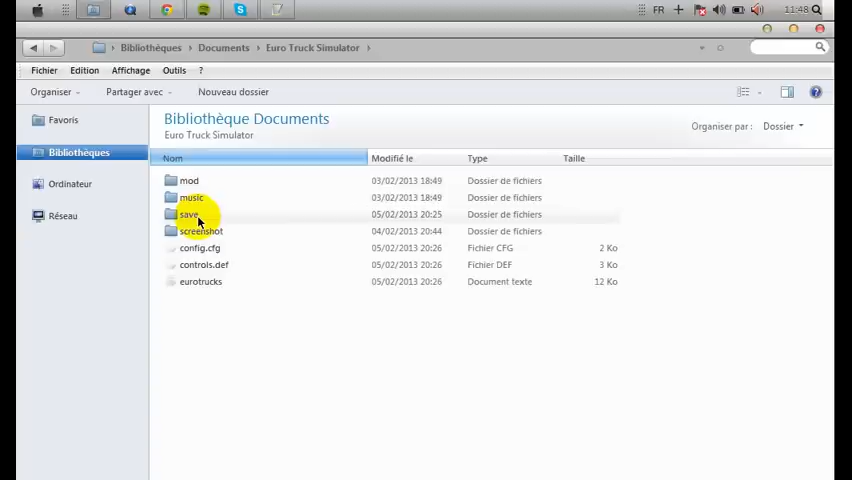 FR 11:48
Bibliothèques Documents Euro Truck Simulator
Fichier Edition Affichage Outils ?
Organiser Partager avec Nouveau dossier
Favoris
Bibliothèques
Ordinateur
Réseau
Bibliothèque Documents
Euro Truck Simulator
Organiser par : Dossier
Nom Modifié le Type Taille
mod 03/02/2013 18:49 Dossier de fichiers
music 03/02/2013 18:49 Dossier de fichiers
save 05/02/2013 20:25 Dossier de fichiers
screenshot 04/02/2013 20:44 Dossier de fichiers
config.cfg 05/02/2013 20:26 Fichier CFG 2 Ko
controls.def 05/02/2013 20:26 Fichier DEF 3 Ko
eurotrucks 05/02/2013 20:26 Document texte 12 Ko